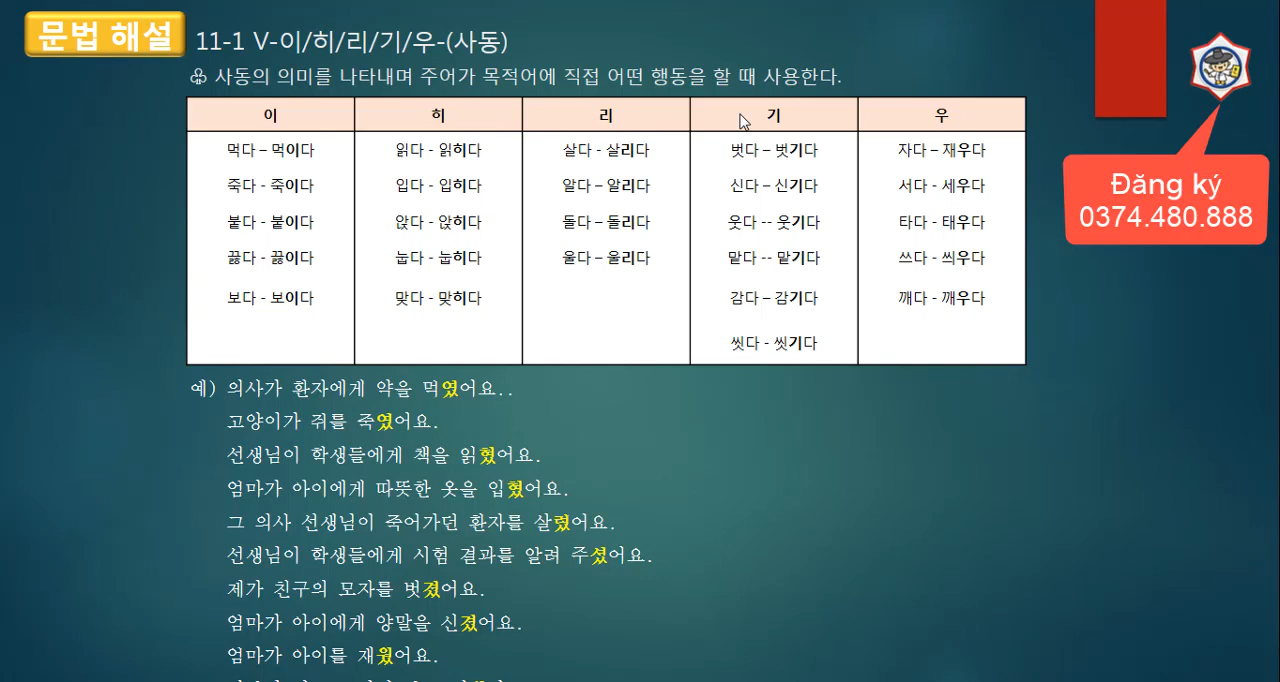 문법 해설
11-1 V-이/히/리/기/우-(사동)
♧ 사동의 의미를 나타내며 주어가 목적어에 직접 어떤 행동을 할 때 사용한다.
이 히 리 기 우
먹다 – 먹이다 읽다 - 읽히다 살다 - 살리다 벗다 – 벗기다 자다 – 재우다
죽다 - 죽이다 입다 - 입히다 알다 – 알리다 신다 – 신기다 서다 - 세우다
붙다 - 붙이다 앉다 - 앉히다 돌다 – 돌리다 웃다 -- 웃기다 타다 - 태우다
끓다 - 끓이다 눕다 - 눕히다 울다 – 울리다 맡다 -- 맡기다 쓰다 - 씌우다
보다 - 보이다 맞다 - 맞히다 감다 – 감기다 깨다 - 깨우다
씻다 - 씻기다
예) 의사가 환자에게 약을 먹였어요..
고양이가 쥐를 죽였어요.
선생님이 학생들에게 책을 읽혔어요.
엄마가 아이에게 따뜻한 옷을 입혔어요.
그 의사 선생님이 죽어가던 환자를 살렸어요.
선생님이 학생들에게 시험 결과를 알려 주셨어요.
제가 친구의 모자를 벗겼어요.
엄마가 아이에게 양말을 신겼어요.
엄마가 아이를 재웠어요.
Đăng ký
0374.480.888